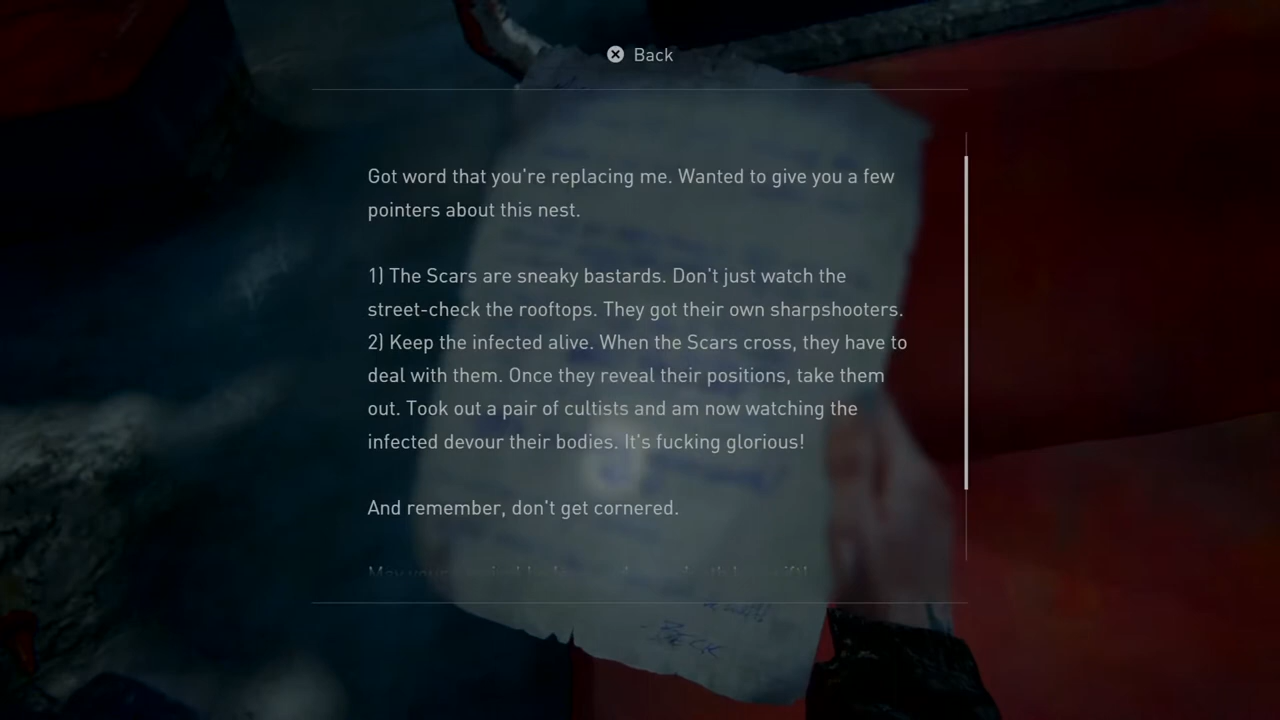 Back
Got word that you're replacing me. Wanted to give you a few
pointers about this nest.
1) The Scars are sneaky bastards. Don't just watch the
street-check the rooftops. They got their own sharpshooters.
2) Keep the infected alive. When the Scars cross, they have to
deal with them. Once they reveal their positions, take them
out. Took out a pair of cultists and am now watching the
infected devour their bodies. It's fucking glorious!
And remember, don't get cornered.